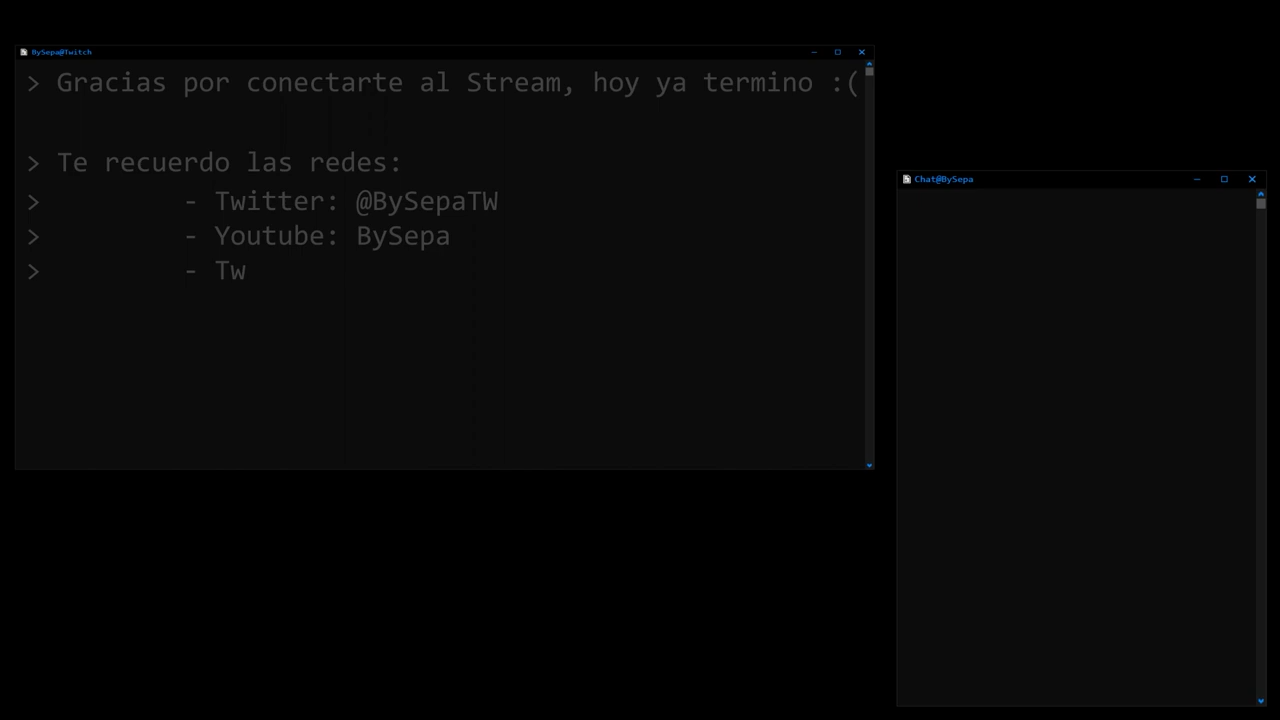 BySepa@Twitch
> Gracias por conectarte al Stream, hoy ya termino :(
> Te recuerdo las redes:
> - Twitter: @BySepaTW
> - Youtube: BySepa
> - Tw
Chat@BySepa